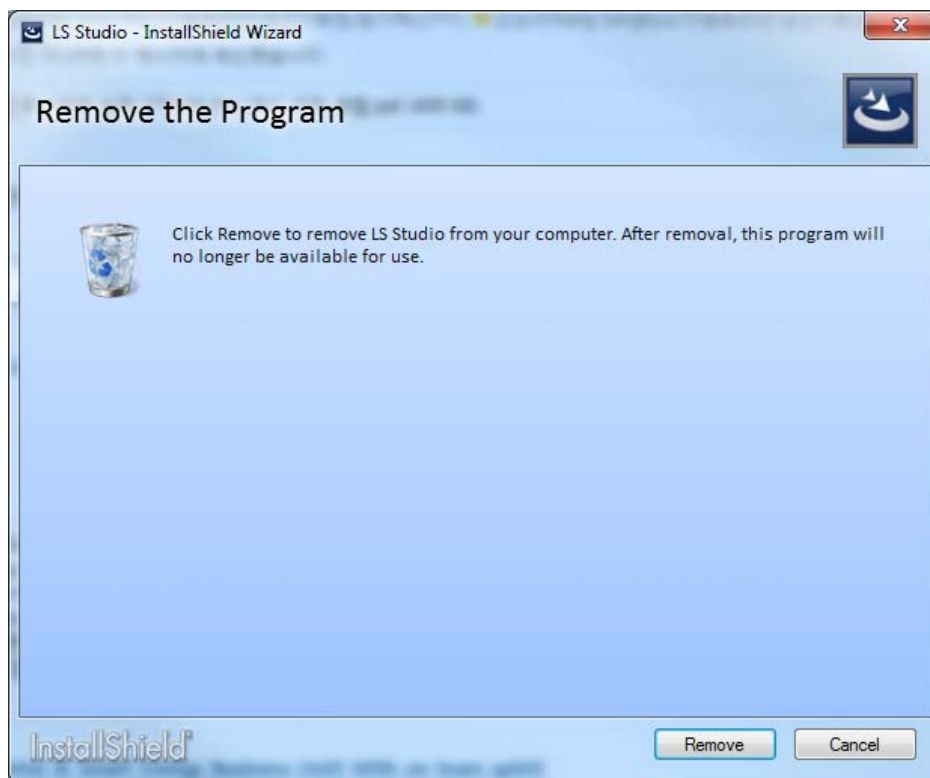 LS Studio - InstallShield Wizard
Remove the Program
Click Remove to remove LS Studio from your computer. After removal, this program will
no longer be available for use.
InstallShield
Remove
Cancel